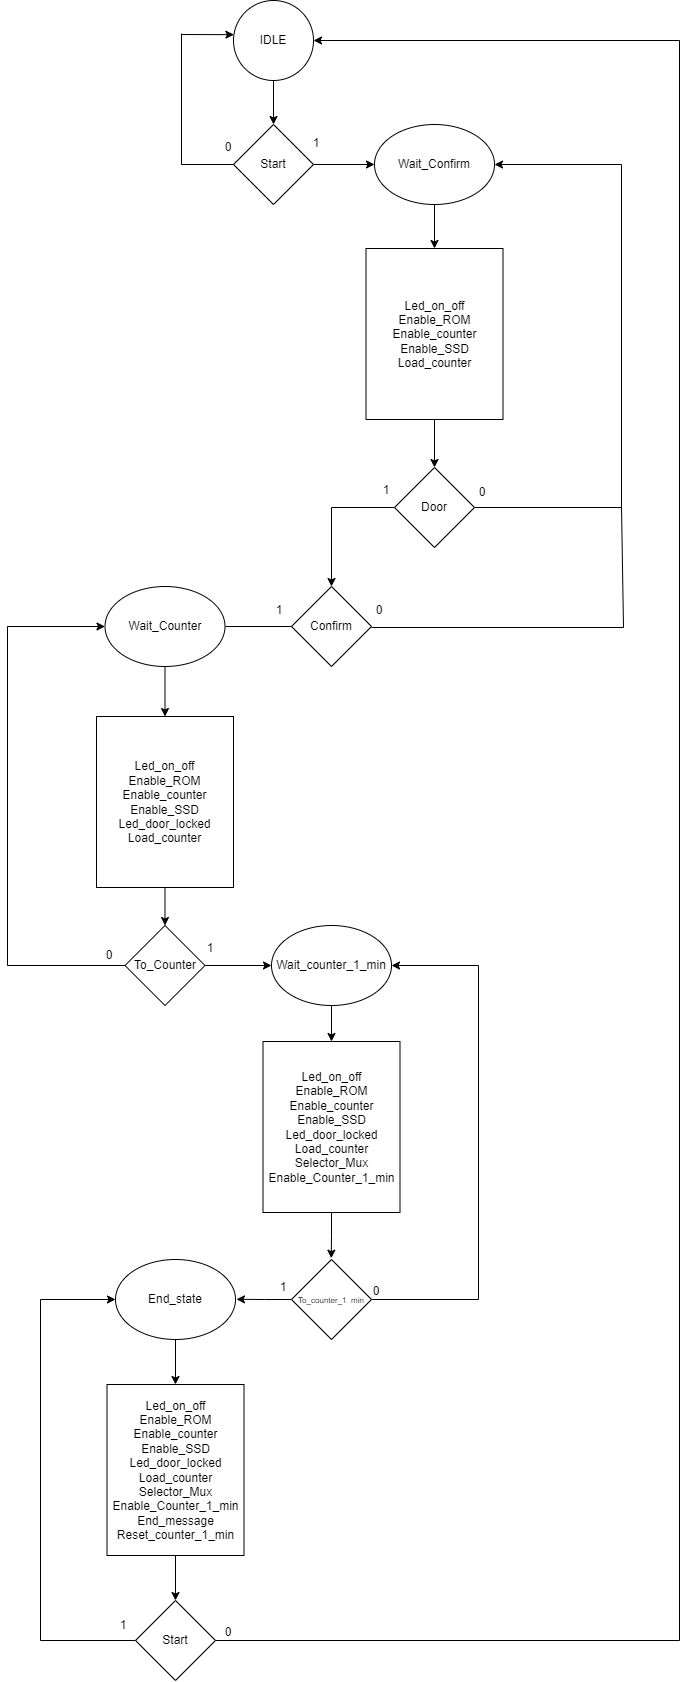 IDLE
0
1
Start
Wait_Confirm
Led_on_off
Enable_ROM
Enable_counter
Enable_SSD
Load_counter
1
0
Door
Wait_Counter
1
0
Confirm
Led_on_off
Enable_ROM
Enable_counter
Enable_SSD
Led_door_locked
Load_counter
0
1
To_Counter
Wait_counter_1_min
Led_on_off
Enable_ROM
Enable_counter
Enable_SSD
Led_door_locked
Load_counter
Selector_Mux
Enable_Counter_1_min
End_state
1
0
To_counter_1_min
Led_on_off
Enable_ROM
Enable_counter
Enable_SSD
Led_door_locked
Load_counter
Selector_Mux
Enable_Counter_1_min
End_message
Reset_counter_1_min
1
0
Start